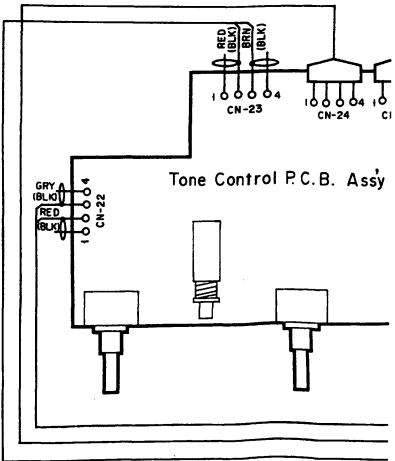 RED
(BLK)
BRN
(BLK)
1
4
CN-23
1
4
CN-24
1
Tone Control P.C.B. Ass'y
GRY
(BLK)
RED
(BLK)
4
1
CN-22